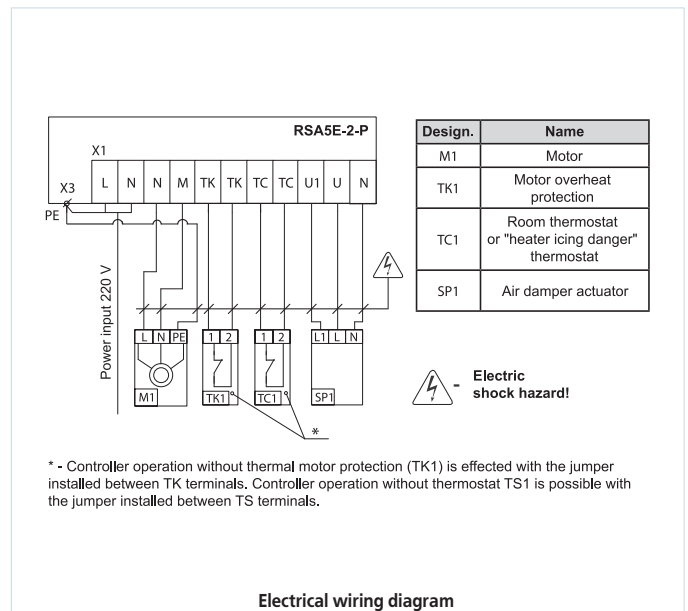 RSA5E-2-P
X1
X3
L N N M TK TK TC TC U1 U N
PE
Power input 220 V
L N PE
1 2
1 2
L1 L N
M1
TK1
TC1
SP1
*
Design. Name
M1 Motor
TK1 Motor overheat
protection
TC1 Room thermostat
or "heater icing danger"
thermostat
SP1 Air damper actuator
- Electric
shock hazard!
* - Controller operation without thermal motor protection (TK1) is effected with the jumper
installed between TK terminals. Controller operation without thermostat TS1 is possible with
the jumper installed between TS terminals.
Electrical wiring diagram